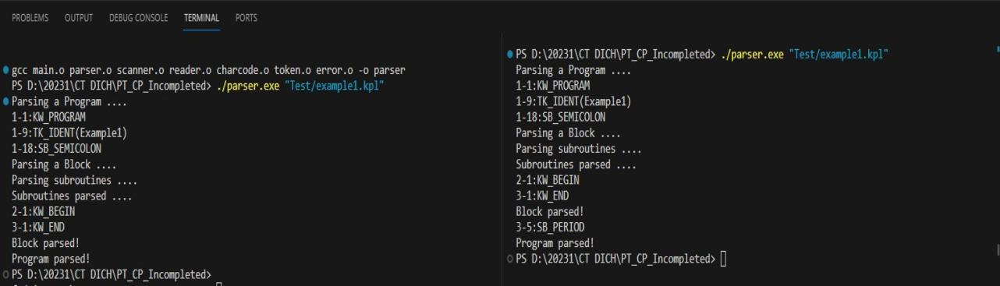 PROBLEMS OUTPUT DEBUG CONSOLE TERMINAL PORTS
gcc main.o parser.o scanner.o reader.o charcode.o token.o error.o -o parser
PS D:\20231\CT DICH\PT_CP_Incompleted> ./parser.exe "Test/example1.kpl"
Parsing a Program ....
1-1:KW_PROGRAM
1-9:TK_IDENT(Example1)
1-18:SB_SEMICOLON
Parsing a Block ....
Parsing subroutines ....
Subroutines parsed ....
2-1:KW_BEGIN
3-1:KW_END
Block parsed!
Program parsed!
PS D:\20231\CT DICH\PT_CP_Incompleted>
PS D:\20231\CT DICH\PT_CP_Incompleted> ./parser.exe "Test/example1.kpl"
Parsing a Program ....
1-1:KW_PROGRAM
1-9:TK_IDENT(Example1)
1-18:SB_SEMICOLON
Parsing a Block ....
Parsing subroutines ....
Subroutines parsed ....
2-1:KW_BEGIN
3-1:KW_END
Block parsed!
3-5:SB_PERIOD
Program parsed!
PS D:\20231\CT DICH\PT_CP_Incompleted>